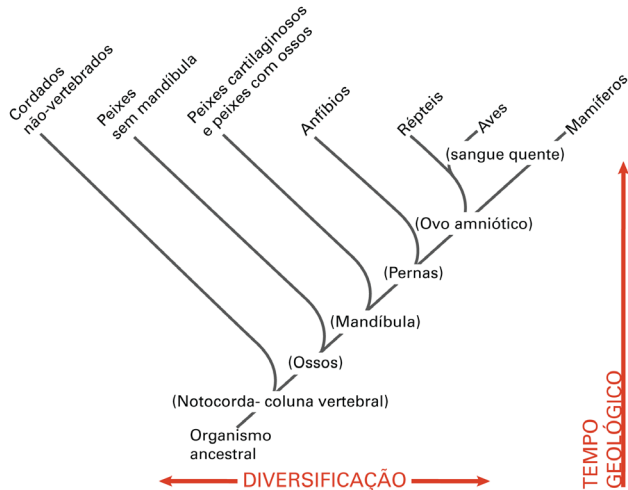 Cordados
não-vertebrados
Peixes
sem mandíbula
Peixes cartilaginosos
e peixes com ossos
Anfíbios
Répteis
Aves
Mamíferos
(sangue quente)
(Ovo amniótico)
(Pernas)
(Mandíbula)
(Ossos)
(Notocorda- coluna vertebral)
Organismo
ancestral
DIVERSIFICAÇÃO
TEMPO
GEOLÓGICO